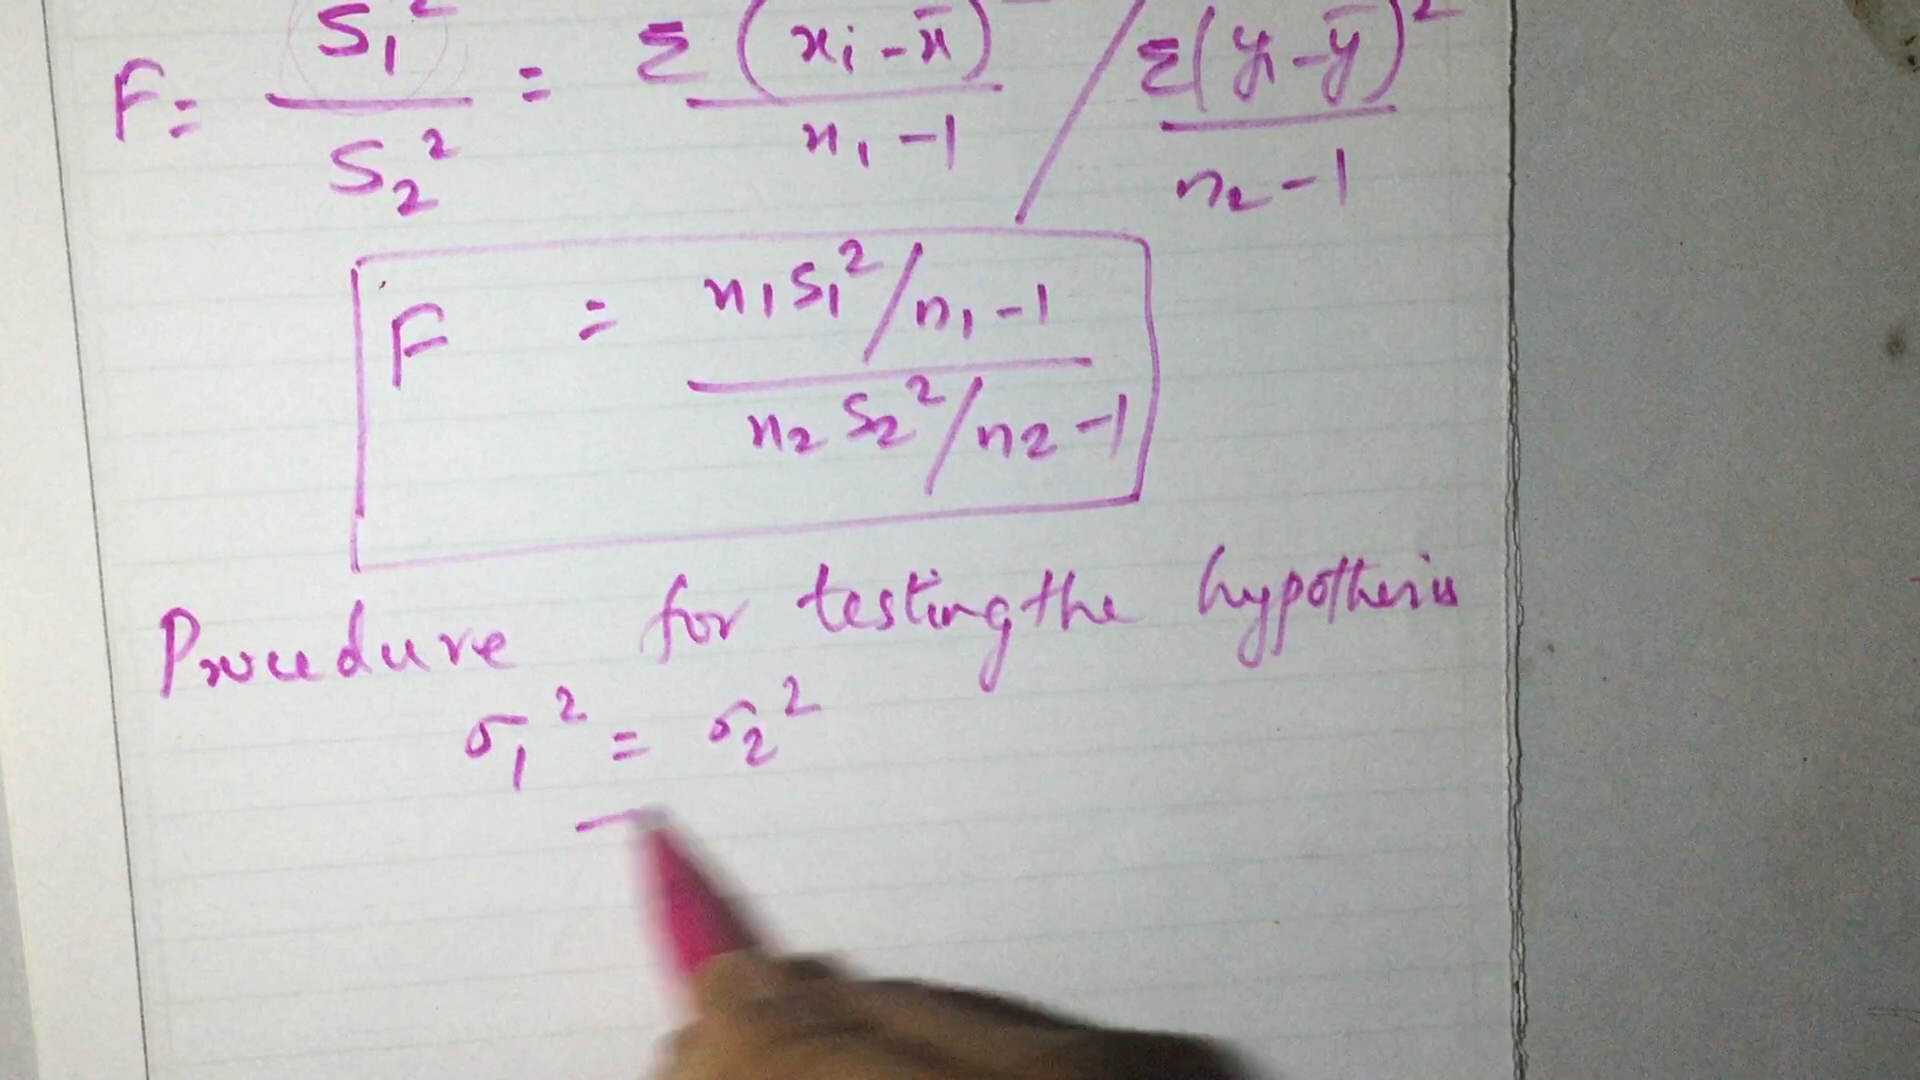 F = S₁² / S₂² = Σ(xi - x̄) / n₁ - 1 / Σ(yi - ȳ)² / n₂ - 1
F = n₁S₁² / n₁ - 1 / n₂S₂² / n₂ - 1
Procedure for testing the hypothesis
σ₁² = σ₂²